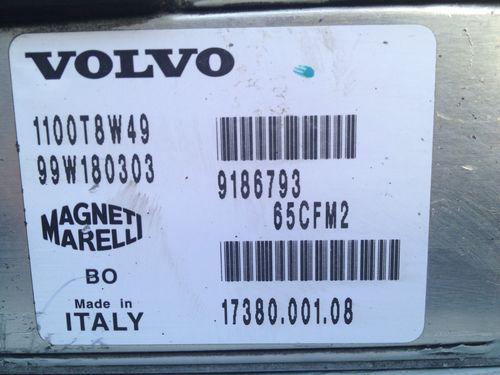 VOLVO
1100T8W49
99W180303
9186793
65CFM2
MAGNETI
MARELLI
BO
Made in
ITALY
17380.001.08